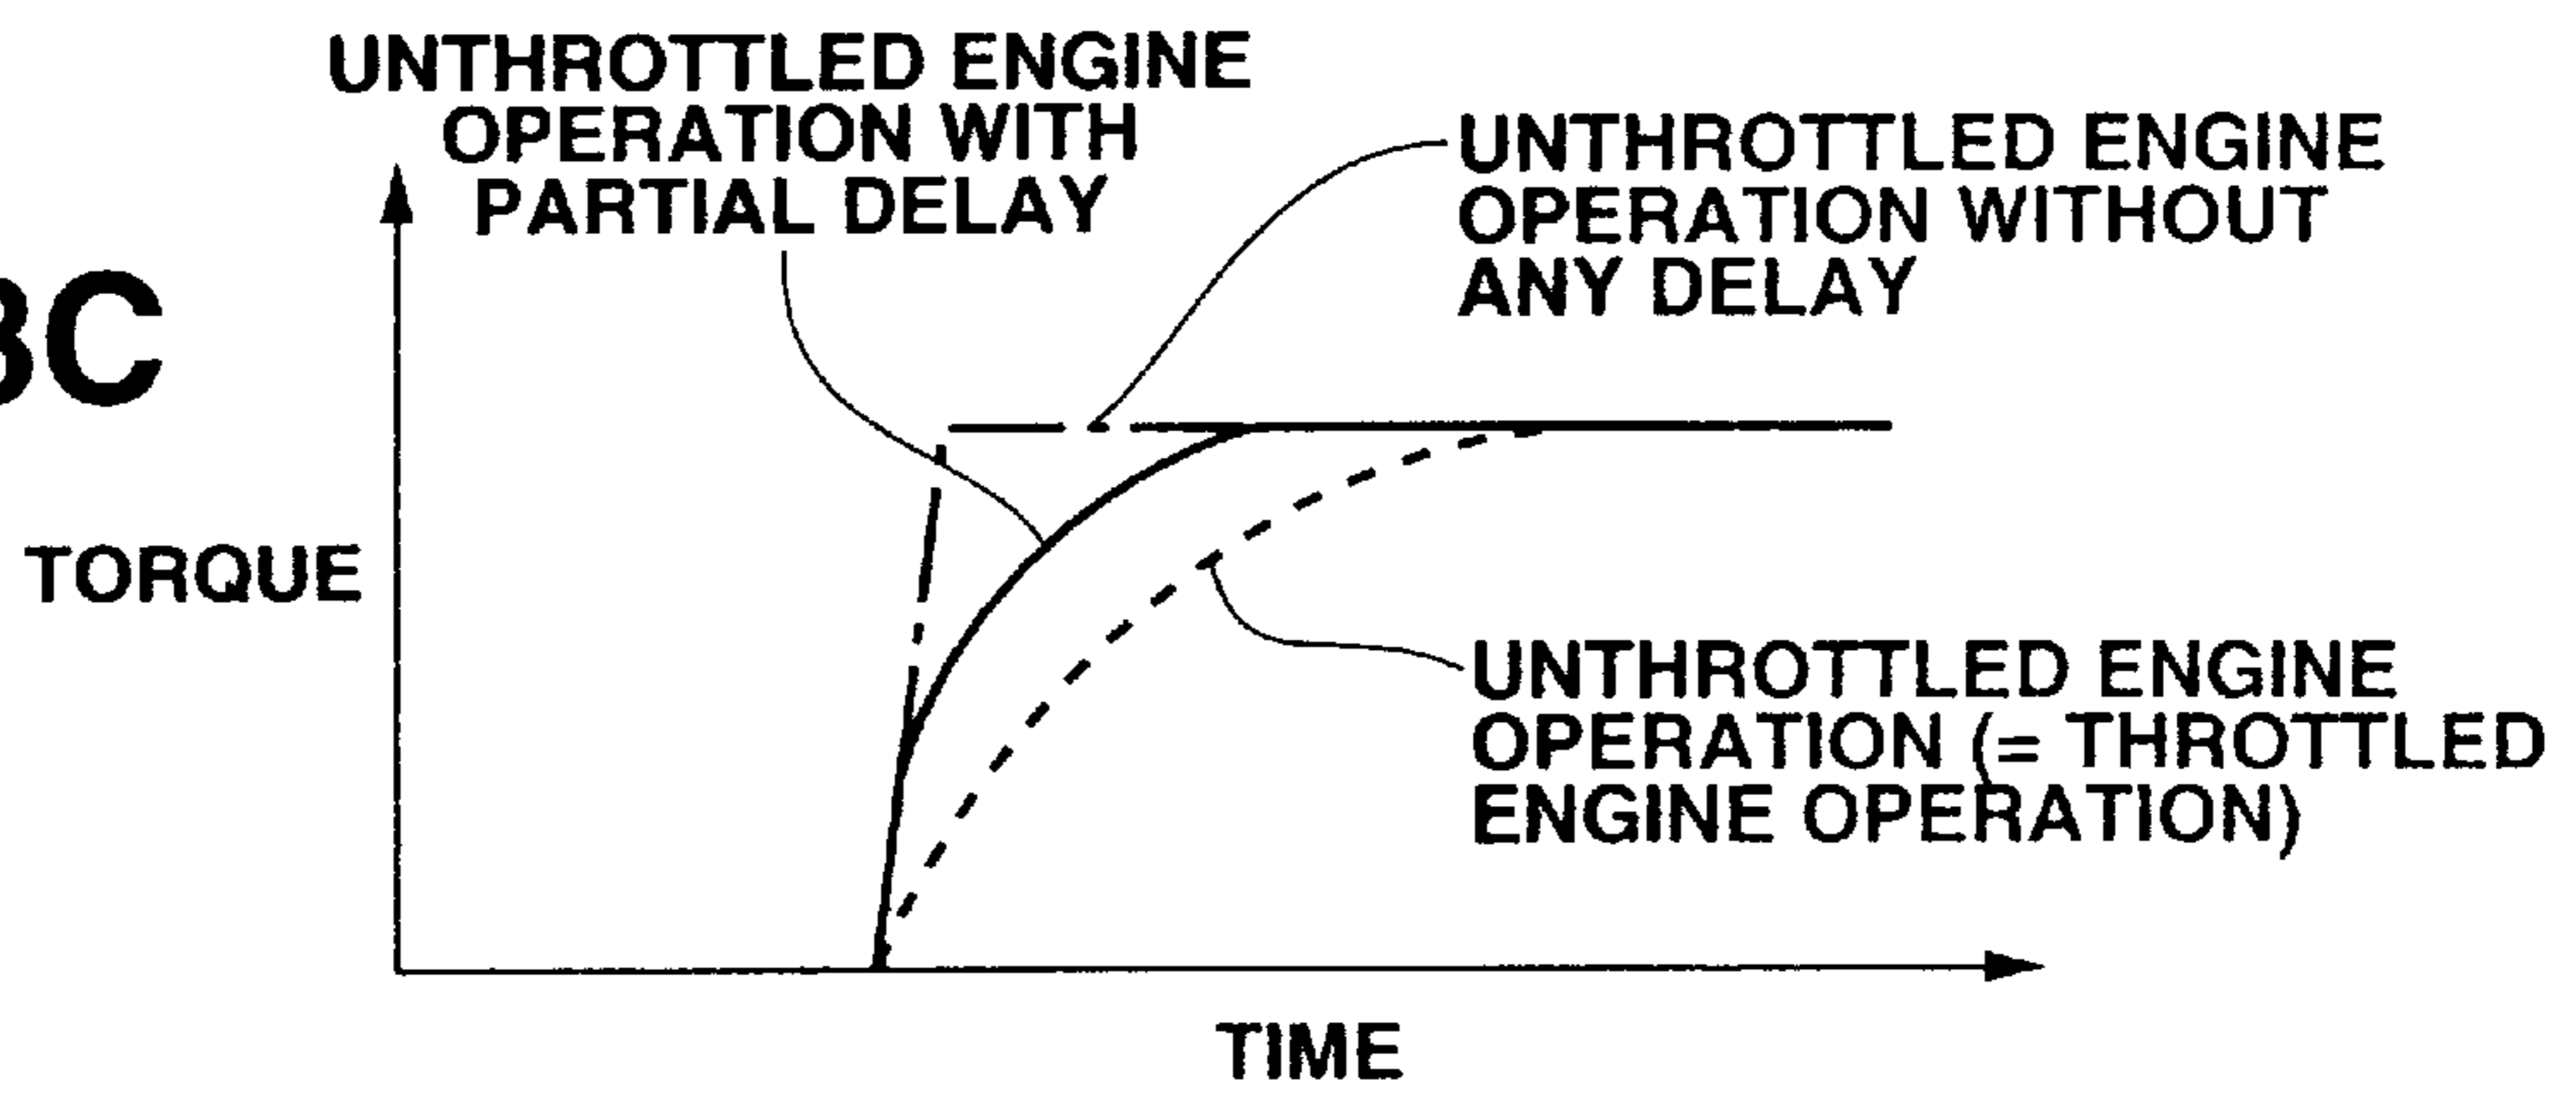 UNTHROTTLED ENGINE
OPERATION WITH
PARTIAL DELAY
UNTHROTTLED ENGINE
OPERATION WITHOUT
ANY DELAY
C
TORQUE
UNTHROTTLED ENGINE
OPERATION (= THROTTLED
ENGINE OPERATION)
TIME